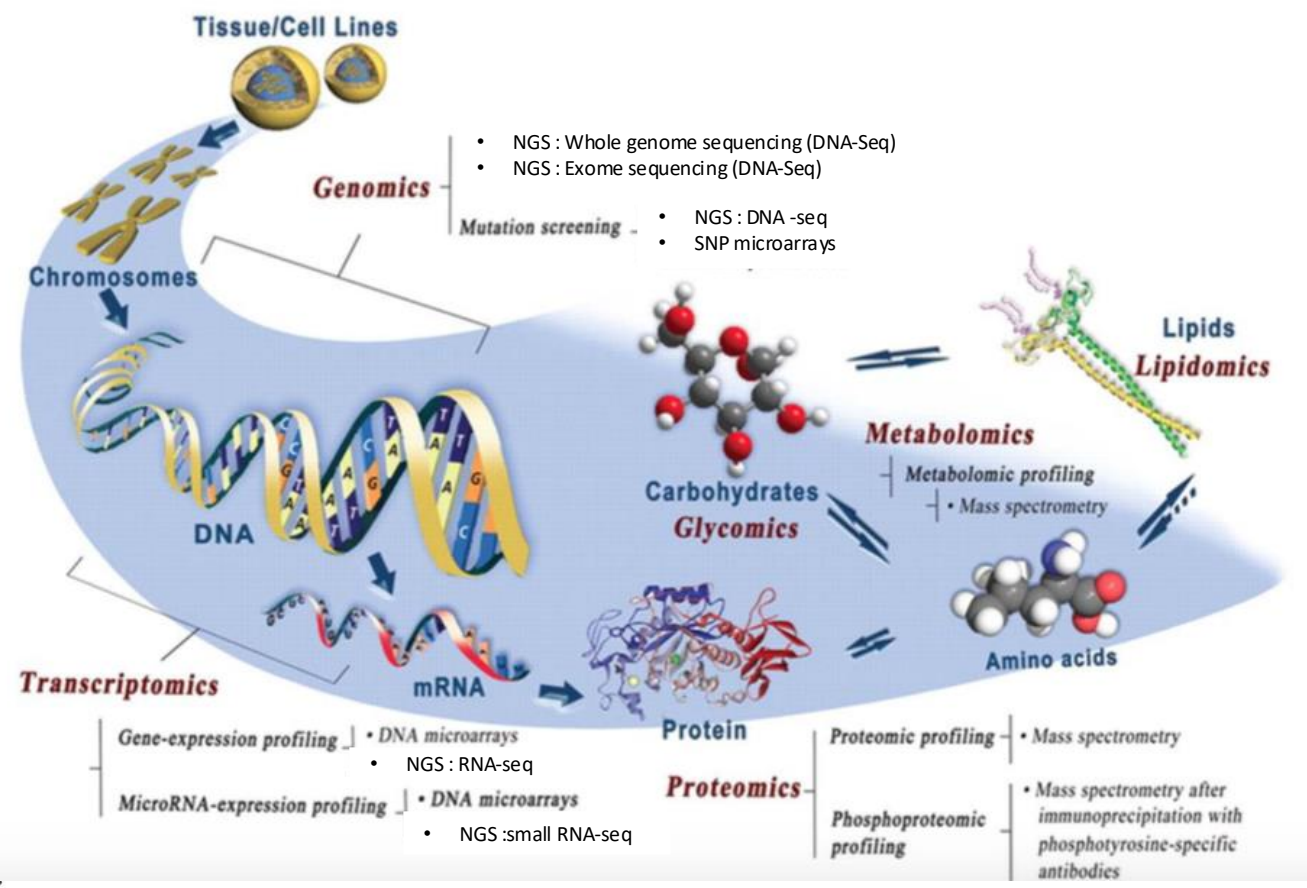 Tissue/Cell Lines
• NGS : Whole genome sequencing (DNA-Seq)
• NGS : Exome sequencing (DNA-Seq)
Genomics
Mutation screening
• NGS : DNA -seq
• SNP microarrays
Chromosomes
Lipids
Lipidomics
Metabolomics
Metabolomic profiling
• Mass spectrometry
Carbohydrates
Glycomics
DNA
Amino acids
Transcriptomics
mRNA
Protein
Gene-expression profiling
• DNA microarrays
• NGS : RNA-seq
MicroRNA-expression profiling
• DNA microarrays
• NGS :small RNA-seq
Proteomics
Proteomic profiling
• Mass spectrometry
Phosphoproteomic
profiling
• Mass spectrometry after
immunoprecipitation with
phosphotyrosine-specific
antibodies